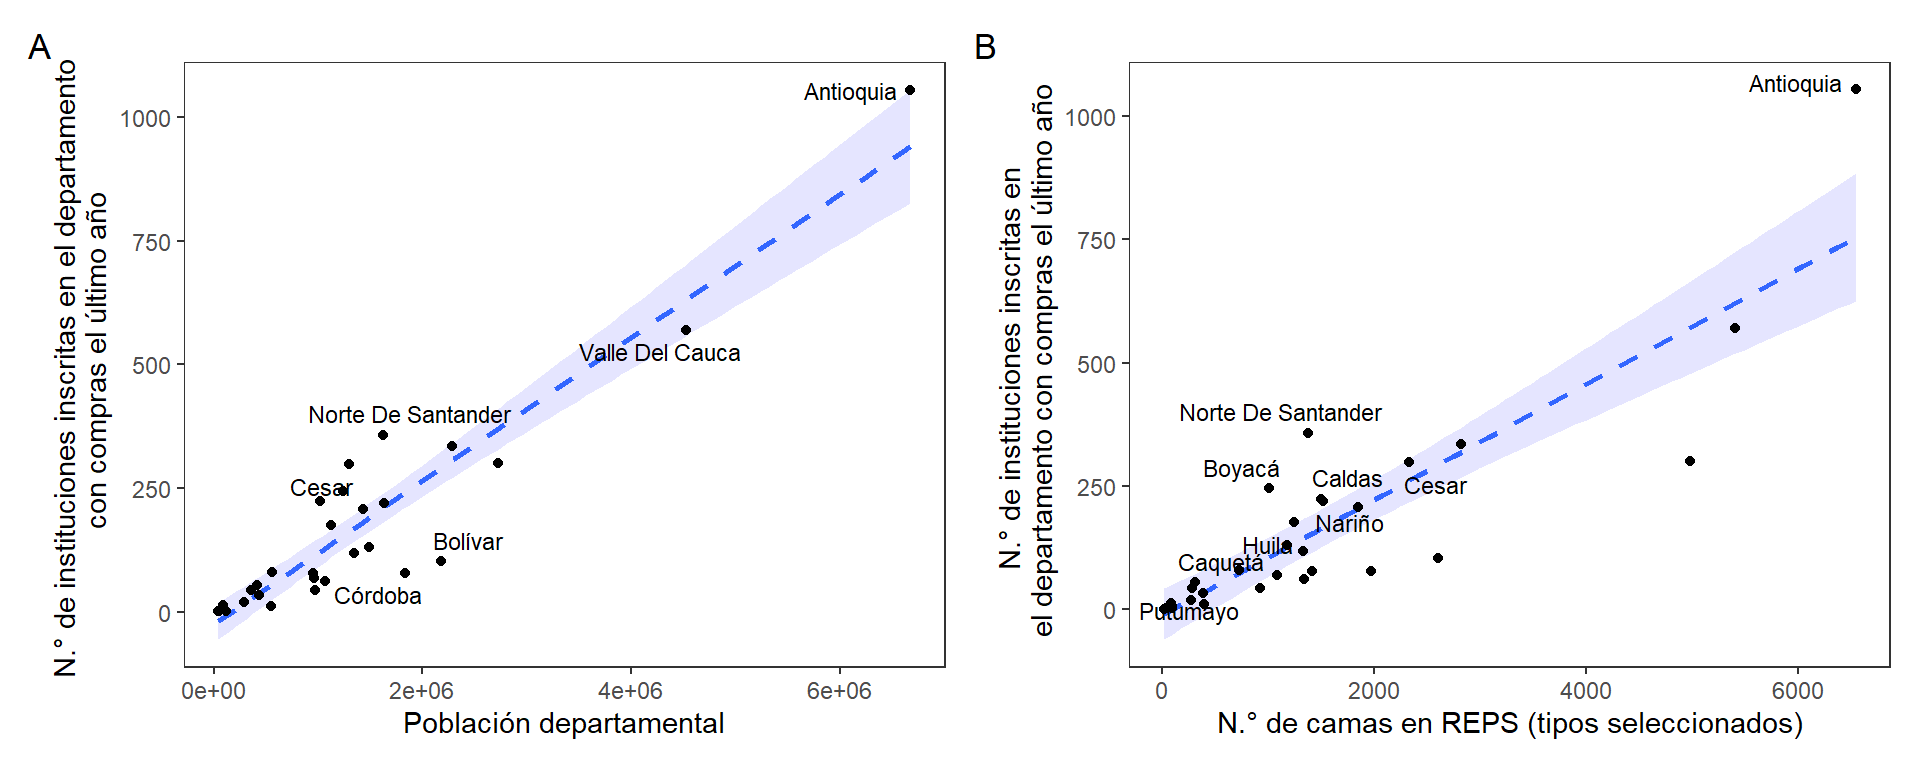 A
N.° de instituciones inscritas en el departamento
con compras el último año
1000
750
500
250
0
Antioquia
Valle Del Cauca
Norte De Santander
Cesar
Bolívar
Córdoba
0e+00
2e+06
4e+06
6e+06
Población departamental
B
N.° de instituciones inscritas en
el departamento con compras el último año
1000
750
500
250
0
Antioquia
Norte De Santander
Boyacá
Caldas
Cesar
Nariño
Huila
Caquetá
Putumayo
0
2000
4000
6000
N.° de camas en REPS (tipos seleccionados)